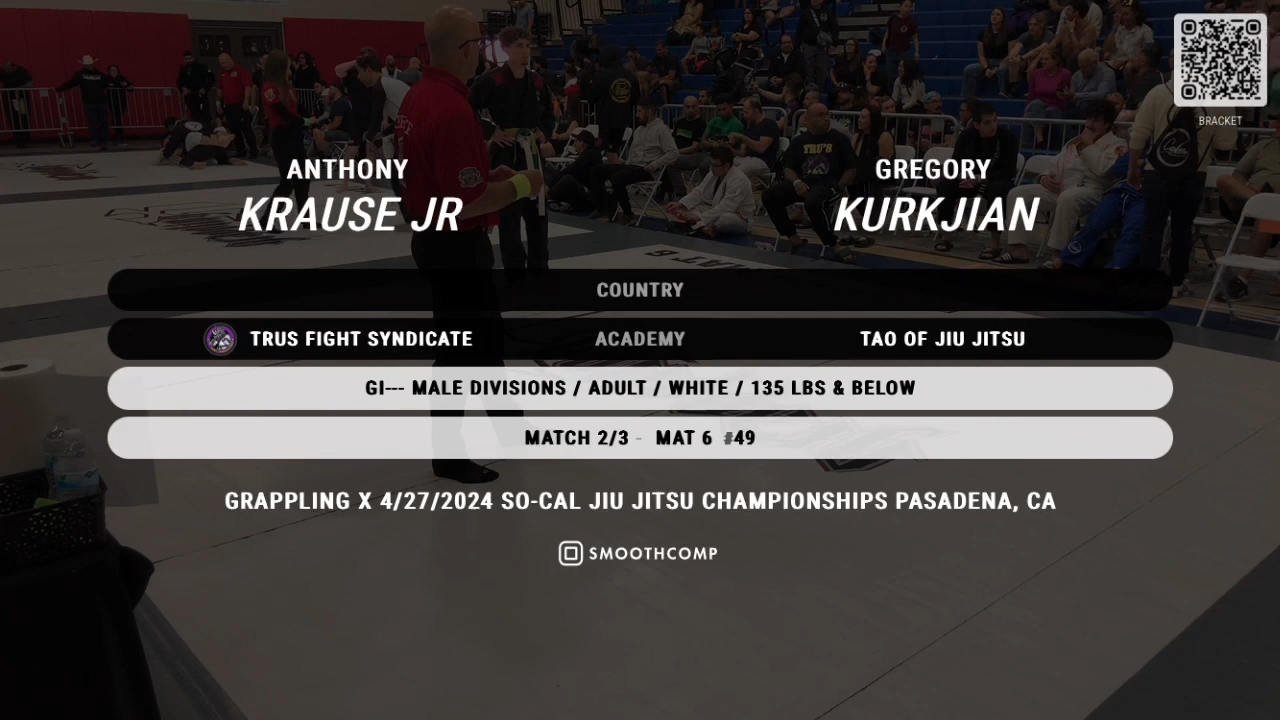 BRACKET
ANTHONY
KRAUSE JR
GREGORY
KURKJIAN
COUNTRY
TRUS FIGHT SYNDICATE ACADEMY TAO OF JIU JITSU
GI--- MALE DIVISIONS / ADULT / WHITE / 135 LBS & BELOW
MATCH 2/3 - MAT 6 #49
GRAPPLING X 4/27/2024 SO-CAL JIU JITSU CHAMPIONSHIPS PASADENA, CA
SMOOTHCOMP
TRU'S